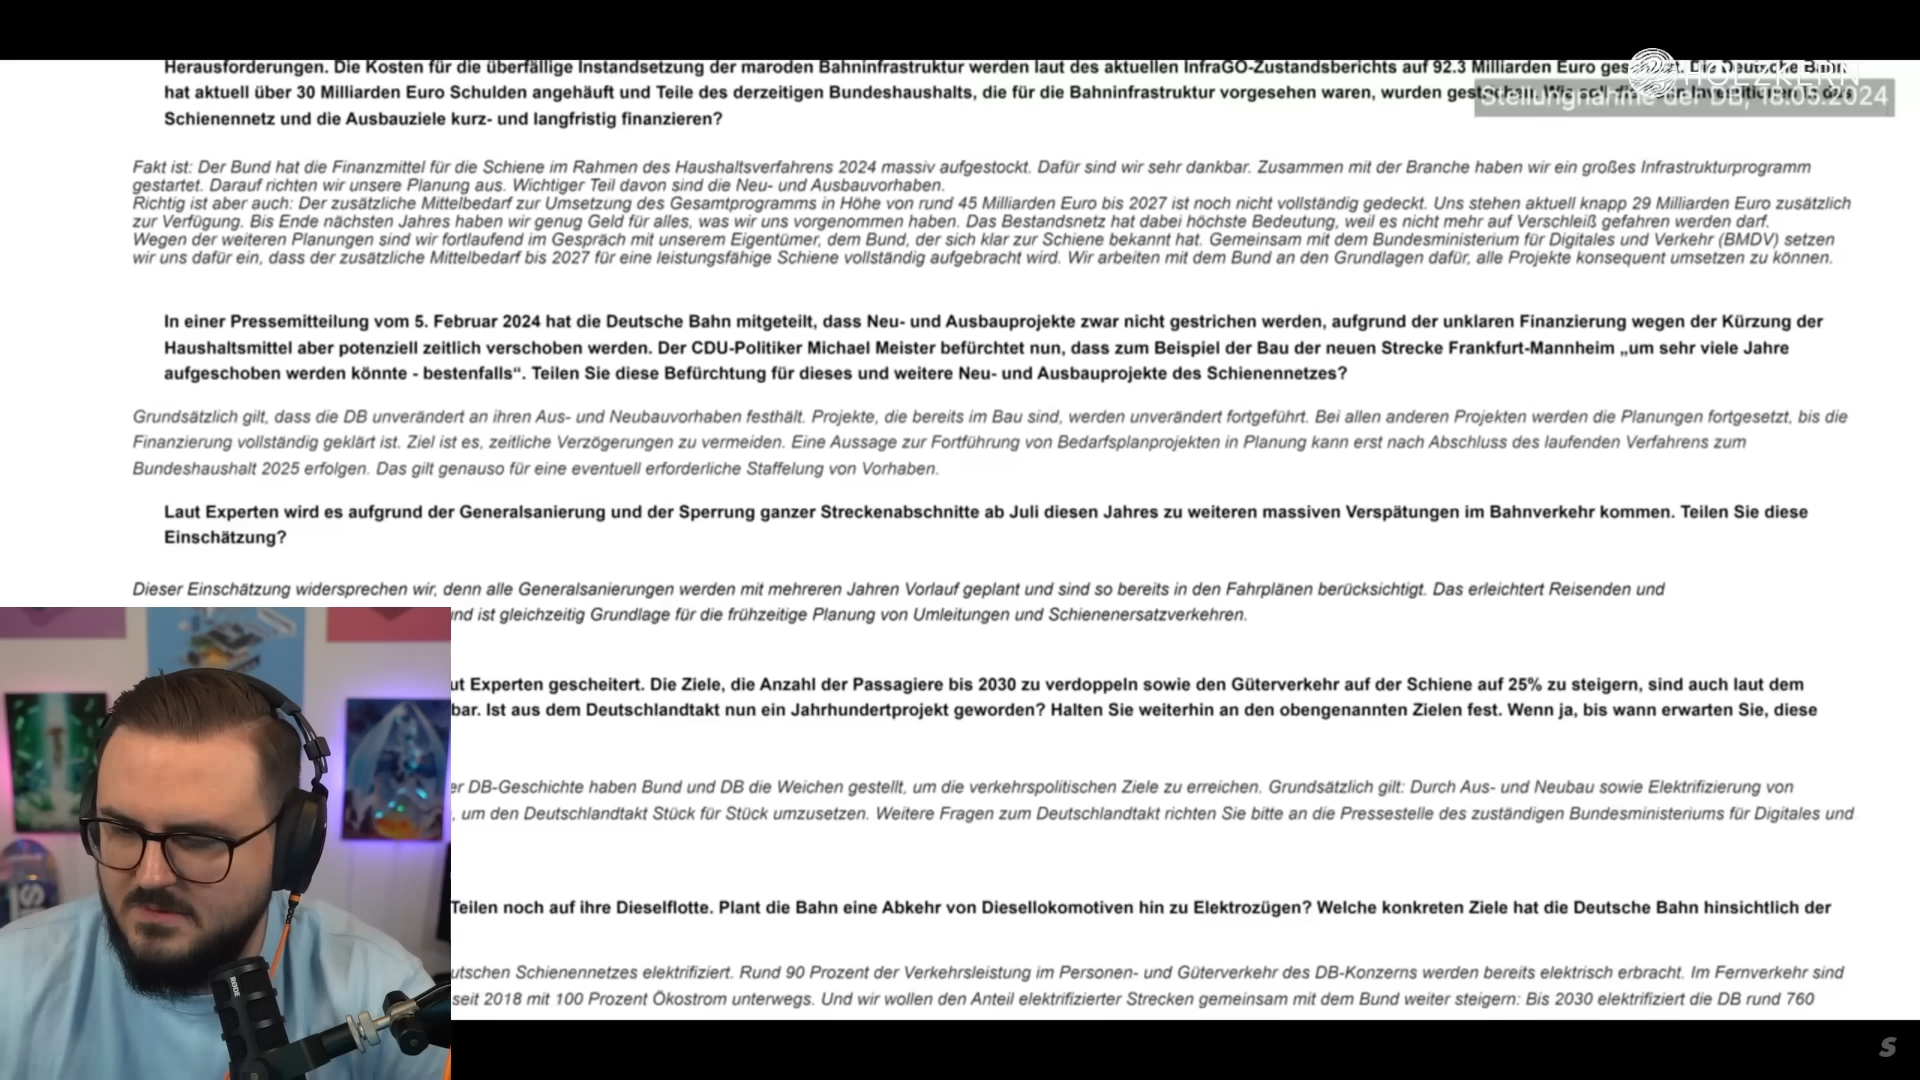 Herausforderungen. Die Kosten für die überfällige Instandsetzung der maroden Bahninfrastruktur werden laut des aktuellen InfraGO-Zustandsberichts auf 92.3 Milliarden Euro Die Deutsche Bahn
HOLZKERN
hat aktuell über 30 Milliarden Euro Schulden angehäuft und Teile des derzeitigen Bundeshaushalts, die für die Bahninfrastruktur vorgesehen waren, wurden
Stellungnahme der DB, 18.03.2024
Schienennetz und die Ausbauziele kurz- und langfristig finanzieren?
Fakt ist: Der Bund hat die Finanzmittel für die Schiene im Rahmen des Haushaltsverfahrens 2024 massiv aufgestockt. Dafür sind wir sehr dankbar. Zusammen mit der Branche haben wir ein großes Infrastrukturprogramm
gestartet. Darauf richten wir unsere Planung aus. Wichtiger Teil davon sind die Neu- und Ausbauvorhaben.
Richtig ist aber auch: Der zusätzliche Mittelbedarf zur Umsetzung des Gesamtprogramms in Höhe von rund 45 Milliarden Euro bis 2027 ist noch nicht vollständig gedeckt. Uns stehen aktuell knapp 29 Milliarden Euro zusätzlich
zur Verfügung. Bis Ende nächsten Jahres haben wir genug Geld für alles, was wir uns vorgenommen haben. Das Bestandsnetz hat dabei höchste Bedeutung, weil es nicht mehr auf Verschleiß gefahren werden darf.
Wegen der weiteren Planungen sind wir fortlaufend im Gespräch mit unserem Eigentümer, dem Bund, der sich klar zur Schiene bekannt hat. Gemeinsam mit dem Bundesministerium für Digitales und Verkehr (BMDV) setzen
wir uns dafür ein, dass der zusätzliche Mittelbedarf bis 2027 für eine leistungsfähige Schiene vollständig aufgebracht wird. Wir arbeiten mit dem Bund an den Grundlagen dafür, alle Projekte konsequent umsetzen zu können.
In einer Pressemitteilung vom 5. Februar 2024 hat die Deutsche Bahn mitgeteilt, dass Neu- und Ausbauprojekte zwar nicht gestrichen werden, aufgrund der unklaren Finanzierung wegen der Kürzung der
Haushaltsmittel aber potenziell zeitlich verschoben werden. Der CDU-Politiker Michael Meister befürchtet nun, dass zum Beispiel der Bau der neuen Strecke Frankfurt-Mannheim „um sehr viele Jahre
aufgeschoben werden könnte - bestenfalls“. Teilen Sie diese Befürchtung für dieses und weitere Neu- und Ausbauprojekte des Schienennetzes?
Grundsätzlich gilt, dass die DB unverändert an ihren Aus- und Neubauvorhaben festhält. Projekte, die bereits im Bau sind, werden unverändert fortgeführt. Bei allen anderen Projekten werden die Planungen fortgesetzt, bis die
Finanzierung vollständig geklärt ist. Ziel ist es, zeitliche Verzögerungen zu vermeiden. Eine Aussage zur Fortführung von Bedarfsplanprojekten in Planung kann erst nach Abschluss des laufenden Verfahrens zum
Bundeshaushalt 2025 erfolgen. Das gilt genauso für eine eventuell erforderliche Staffelung von Vorhaben.
Laut Experten wird es aufgrund der Generalsanierung und der Sperrung ganzer Streckenabschnitte ab Juli diesen Jahres zu weiteren massiven Verspätungen im Bahnverkehr kommen. Teilen Sie diese
Einschätzung?
Dieser Einschätzung widersprechen wir, denn alle Generalsanierungen werden mit mehreren Jahren Vorlauf geplant und sind so bereits in den Fahrplänen berücksichtigt. Das erleichtert Reisenden und
nd ist gleichzeitig Grundlage für die frühzeitige Planung von Umleitungen und Schienenersatzverkehren.
ut Experten gescheitert. Die Ziele, die Anzahl der Passagiere bis 2030 zu verdoppeln sowie den Güterverkehr auf der Schiene auf 25% zu steigern, sind auch laut dem
bar. Ist aus dem Deutschlandtakt nun ein Jahrhundertprojekt geworden? Halten Sie weiterhin an den obengenannten Zielen fest. Wenn ja, bis wann erwarten Sie, diese
er DB-Geschichte haben Bund und DB die Weichen gestellt, um die verkehrspolitischen Ziele zu erreichen. Grundsätzlich gilt: Durch Aus- und Neubau sowie Elektrifizierung von
, um den Deutschlandtakt Stück für Stück umzusetzen. Weitere Fragen zum Deutschlandtakt richten Sie bitte an die Pressestelle des zuständigen Bundesministeriums für Digitales und
Teilen noch auf ihre Dieselflotte. Plant die Bahn eine Abkehr von Diesellokomotiven hin zu Elektrozügen? Welche konkreten Ziele hat die Deutsche Bahn hinsichtlich der
utschen Schienennetzes elektrifiziert. Rund 90 Prozent der Verkehrsleistung im Personen- und Güterverkehr des DB-Konzerns werden bereits elektrisch erbracht. Im Fernverkehr sind
seit 2018 mit 100 Prozent Ökostrom unterwegs. Und wir wollen den Anteil elektrifizierter Strecken gemeinsam mit dem Bund weiter steigern: Bis 2030 elektrifiziert die DB rund 760
RØDE
S